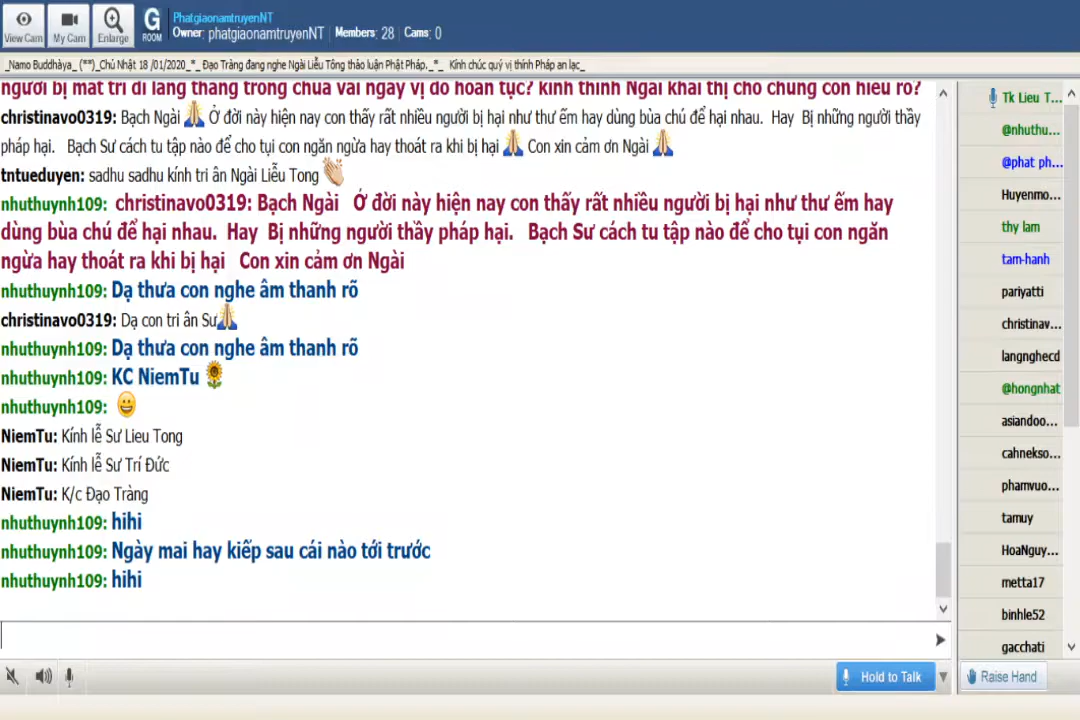 PhatgiaonamtruyenNT
Owner: phatgiaonamtruyenNT Members: 28 Cams: 0
View Cam My Cam Enlarge G ROOM
_Namo Buddhàya_ (**)_Chủ Nhật 18 /01/2020_*_ Đạo Tràng đang nghe Ngài Liễu Tông thảo luận Phật Pháp._*_ Kính chúc quý vị thính Pháp an lạc_
người bị mất trí đi lang thang trong chùa vài ngày vị đó hoàn tục? kính thỉnh Ngài khai thị cho chúng con hiểu rõ?
christinavo0319: Bạch Ngài 🙏 Ở đời này hiện nay con thấy rất nhiều người bị hại như thư ếm hay dùng bùa chú để hại nhau. Hay Bị những người thầy
pháp hại. Bạch Sư cách tu tập nào để cho tụi con ngăn ngừa hay thoát ra khi bị hại 🙏 Con xin cảm ơn Ngài 🙏
tntueduyen: sadhu sadhu kính tri ân Ngài Liễu Tong 👏
nhuthuynh109: christinavo0319: Bạch Ngài Ở đời này hiện nay con thấy rất nhiều người bị hại như thư ếm hay
dùng bùa chú để hại nhau. Hay Bị những người thầy pháp hại. Bạch Sư cách tu tập nào để cho tụi con ngăn
ngừa hay thoát ra khi bị hại Con xin cảm ơn Ngài
nhuthuynh109: Dạ thưa con nghe âm thanh rõ
christinavo0319: Dạ con tri ân Sư🙏
nhuthuynh109: Dạ thưa con nghe âm thanh rõ
nhuthuynh109: KC NiemTu 🌻
nhuthuynh109: 😀
NiemTu: Kính lễ Sư Lieu Tong
NiemTu: Kính lễ Sư Trí Đức
NiemTu: K/c Đạo Tràng
nhuthuynh109: hihi
nhuthuynh109: Ngày mai hay kiếp sau cái nào tới trước
nhuthuynh109: hihi
Tk Lieu T...
@nhuthu...
@phat ph...
Huyenmo...
thy lam
tam-hanh
pariyatti
christinav...
langnghecd
@hongnhat
asiandoo...
cahnekso...
phamvuo...
tamuy
HoaNguy...
metta17
binhle52
gacchati
Hold to Talk
Raise Hand